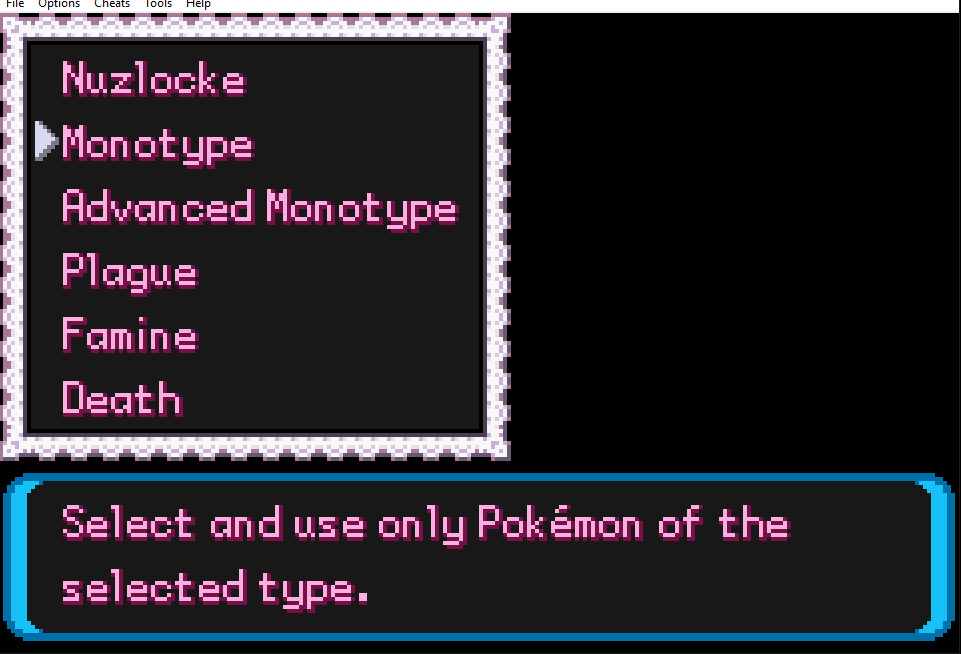 File Options Cheats Tools Help
Nuzlocke
Monotype
Advanced Monotype
Plague
Famine
Death
Select and use only Pokémon of the
selected type.